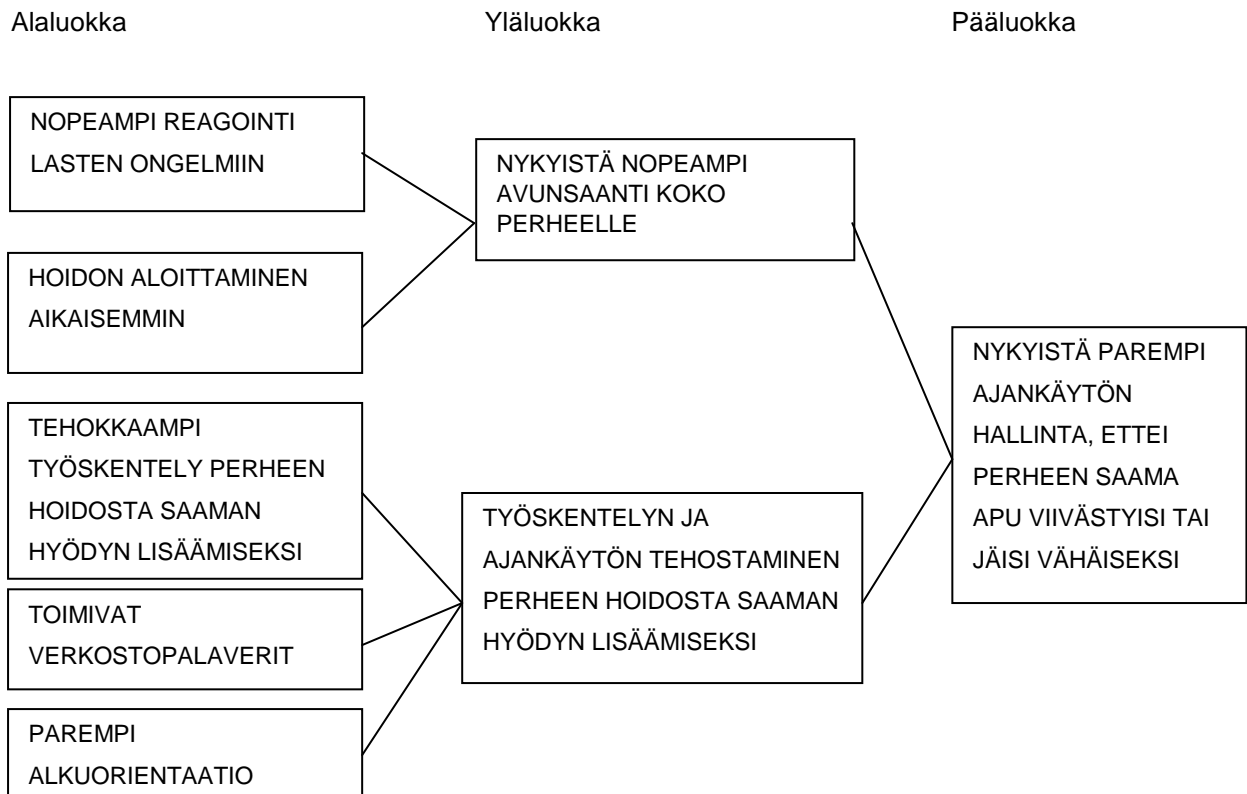 Alaluokka
Yläluokka
Pääluokka
NOPEAMPI REAGOINTI
LASTEN ONGELMIIN
HOIDON ALOITTAMINEN
AIKAISEMMIN
TEHOKKAAMPI
TYÖSKENTELY PERHEEN
HOIDOSTA SAAMAN
HYÖDYN LISÄÄMISEKSI
TOIMIVAT
VERKOSTOPALAVERIT
PAREMPI
ALKUORIENTAATIO
NYKYISTÄ NOPEAMPI
AVUNSAANTI KOKO
PERHEELLE
TYÖSKENTELYN JA
AJANKÄYTÖN TEHOSTAMINEN
PERHEEN HOIDOSTA SAAMAN
HYÖDYN LISÄÄMISEKSI
NYKYISTÄ PAREMPI
AJANKÄYTÖN
HALLINTA, ETTEI
PERHEEN SAAMA
APU VIIVÄSTYISI TAI
JÄISI VÄHÄISEKSI